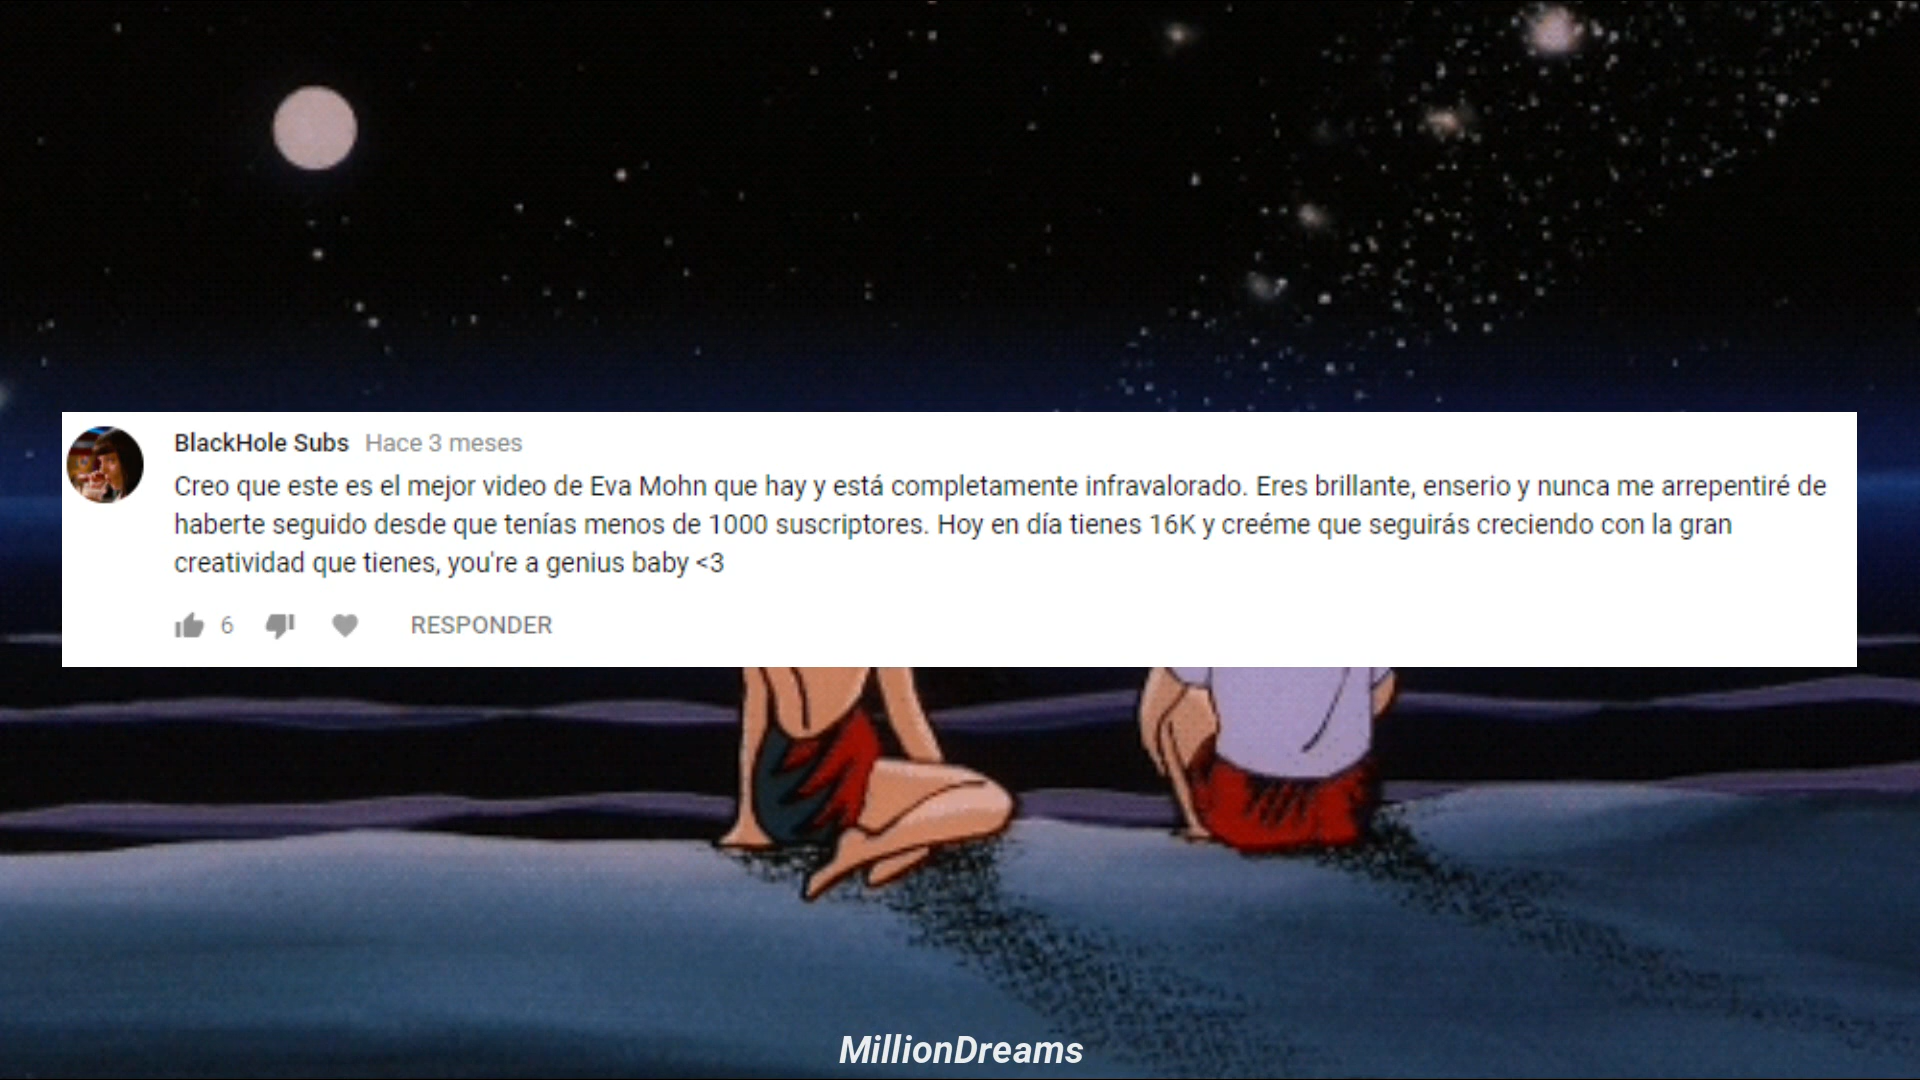 BlackHole Subs Hace 3 meses
Creo que este es el mejor video de Eva Mohn que hay y está completamente infravalorado. Eres brillante, enserio y nunca me arrepentiré de
haberte seguido desde que tenías menos de 1000 suscriptores. Hoy en día tienes 16K y creéme que seguirás creciendo con la gran
creatividad que tienes, you're a genius baby <3
6 RESPONDER
MillionDreams